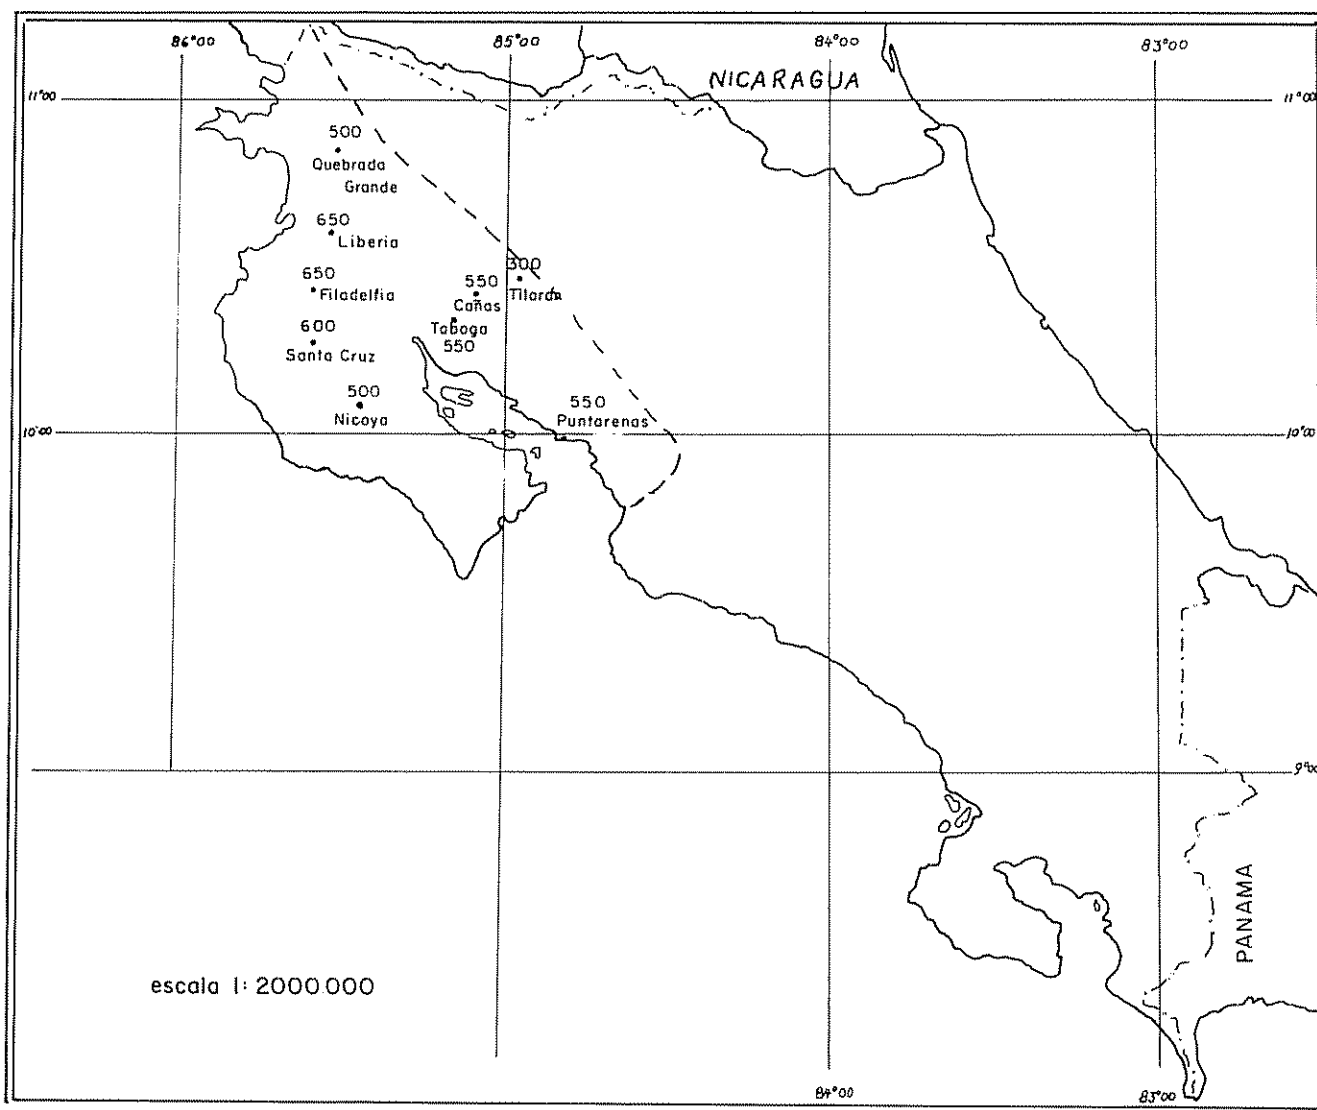 86°00 85°00 84°00 83°00
NICARAGUA
11°00 11°00
500
Quebrada
Grande
650
Liberia
300
Tilarán
650
Filadelfia
550
Cañas
Taboga
550
600
Santa Cruz
500
Nicoya
550
Puntarenas
10°00 10°00
9°00
PANAMA
escala 1: 2000.000
84°00 83°00